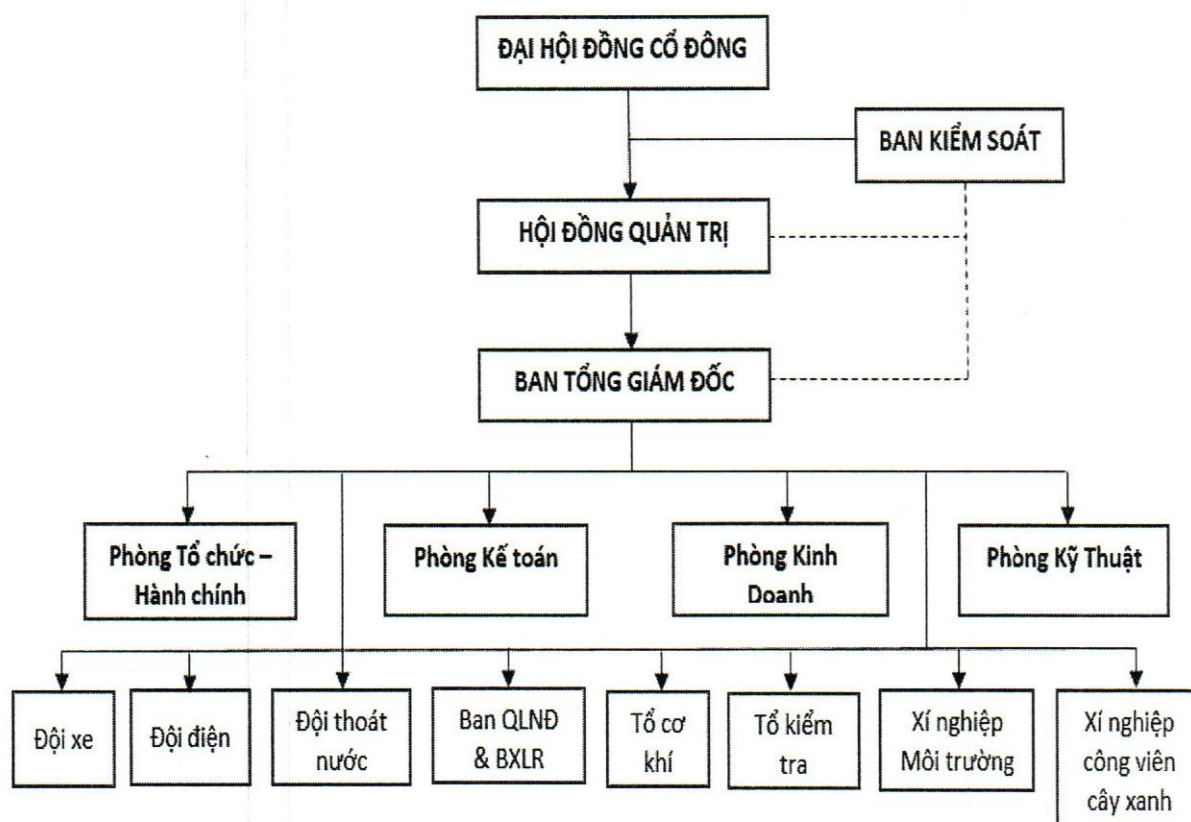 ĐẠI HỘI ĐỒNG CỔ ĐÔNG
BAN KIỂM SOÁT
HỘI ĐỒNG QUẢN TRỊ
BAN TỔNG GIÁM ĐỐC
Phòng Tổ chức –
Hành chính
Phòng Kế toán
Phòng Kinh
Doanh
Phòng Kỹ Thuật
Đội xe
Đội điện
Đội thoát
nước
Ban QLNĐ
& BXLR
Tổ cơ
khí
Tổ kiểm
tra
Xí nghiệp
Môi trường
Xí nghiệp
công viên
cây xanh